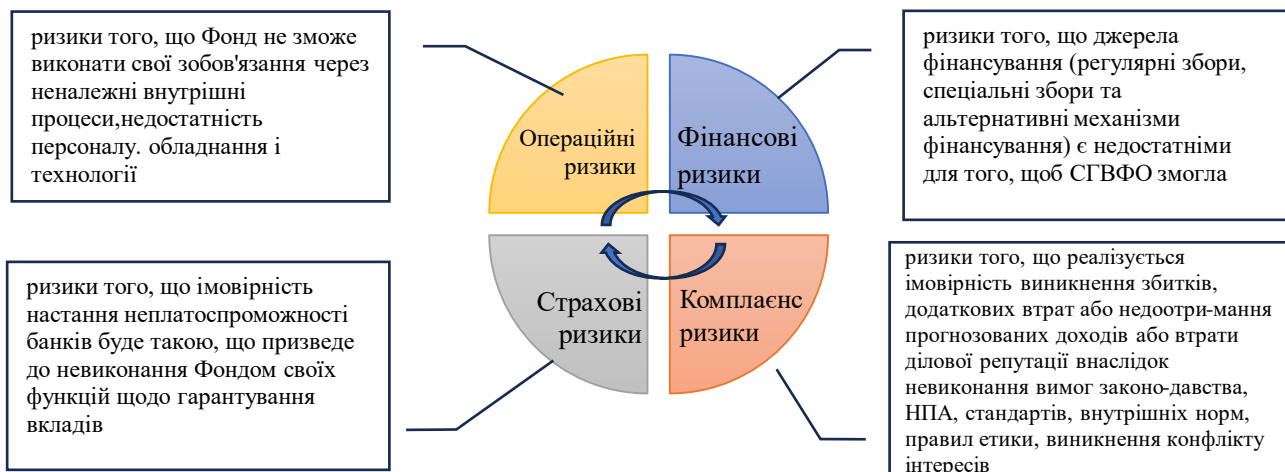 ризики того, що Фонд не зможе
виконати свої зобов'язання через
неналежні внутрішні
процеси,недостатність
персоналу. обладнання і
технології
Операційні
ризики
Фінансові
ризики
ризики того, що джерела
фінансування (регулярні збори,
спеціальні збори та
альтернативні механізми
фінансування) є недостатніми
для того, щоб СГВФО змогла
ризики того, що імовірність
настання неплатоспроможності
банків буде такою, що призведе
до невиконання Фондом своїх
функцій щодо гарантування
вкладів
Страхові
ризики
Комплаєнс
ризики
ризики того, що реалізується
імовірність виникнення збитків,
додаткових втрат або недоотри-мання
прогнозованих доходів або втрати
ділової репутації внаслідок
невиконання вимог законо-давства,
НПА, стандартів, внутрішніх норм,
правил етики, виникнення конфлікту
інтересів